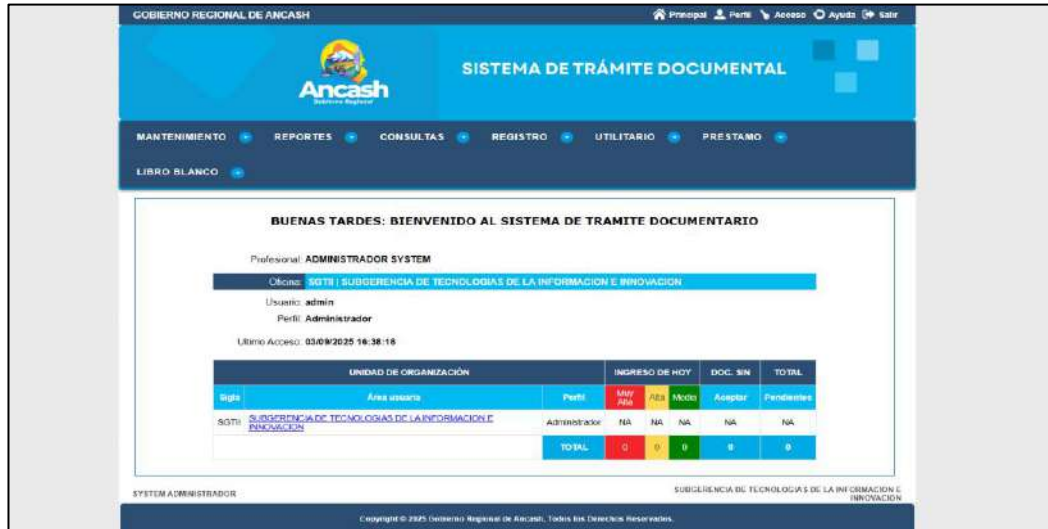 GOBIERNO REGIONAL DE ANCASH
Principal Perfil Acceso Ayuda Salir
Ancash
Gobierno Regional
SISTEMA DE TRÁMITE DOCUMENTAL
MANTENIMIENTO REPORTES CONSULTAS REGISTRO UTILITARIO PRESTAMO
LIBRO BLANCO
BUENAS TARDES: BIENVENIDO AL SISTEMA DE TRAMITE DOCUMENTARIO
Profesional: ADMINISTRADOR SYSTEM
Oficina: SGTII | SUBGERENCIA DE TECNOLOGIAS DE LA INFORMACION E INNOVACION
Usuario: admin
Perfil: Administrador
Ultimo Acceso: 03/09/2025 16:38:16
UNIDAD DE ORGANIZACIÓN INGRESO DE HOY DOC. SIN TOTAL
Sigla Área usuaria Perfil Muy Alta Alta Media Aceptar Pendientes
SGTII SUBGERENCIA DE TECNOLOGIAS DE LA INFORMACION E
INNOVACION Administrador NA NA NA NA NA
TOTAL 0 0 0 0 0
SYSTEM ADMINISTRADOR
SUBGERENCIA DE TECNOLOGIAS DE LA INFORMACION E
INNOVACION
Copyright © 2025 Gobierno Regional de Ancash, Todos los Derechos Reservados.